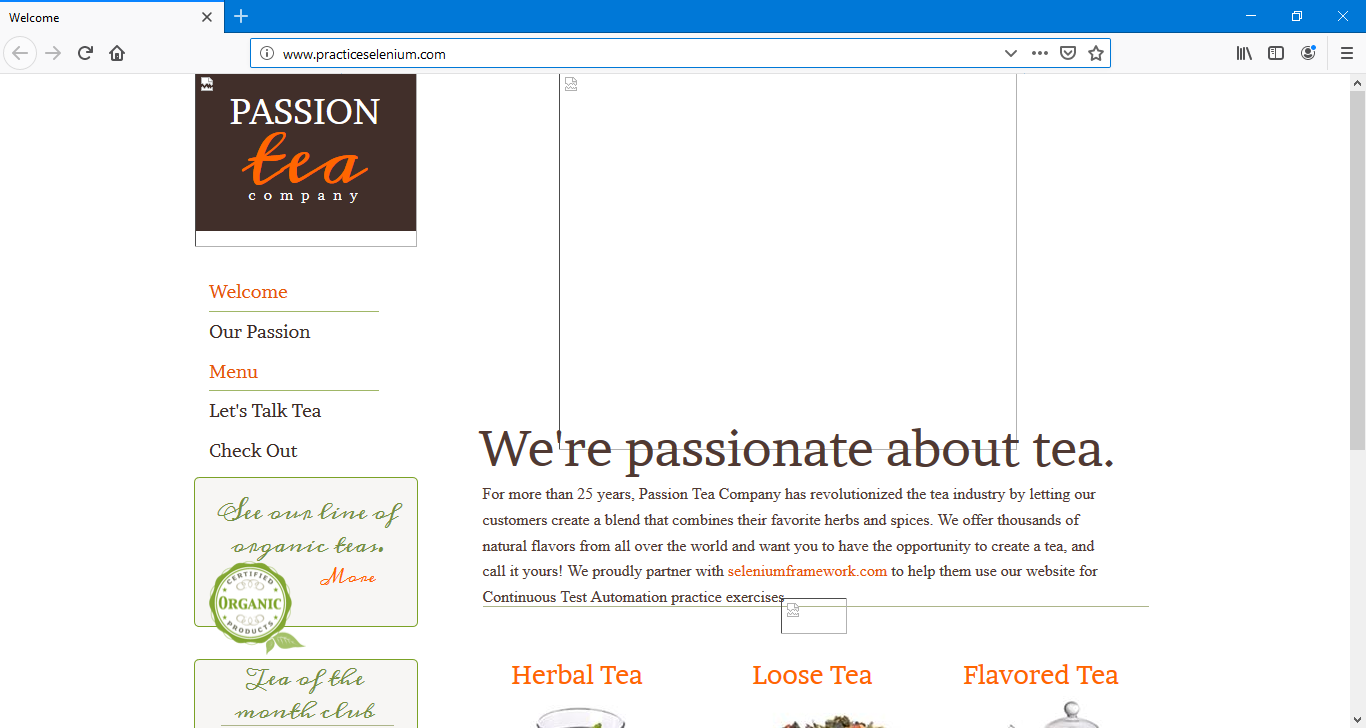 Welcome
www.practiceselenium.com
PASSION
tea
company
Welcome
Our Passion
Menu
Let's Talk Tea
Check Out
See our line of
organic teas.
More
CERTIFIED
ORGANIC
PRODUCTS
Tea of the
month club
We're passionate about tea.
For more than 25 years, Passion Tea Company has revolutionized the tea industry by letting our
customers create a blend that combines their favorite herbs and spices. We offer thousands of
natural flavors from all over the world and want you to have the opportunity to create a tea, and
call it yours! We proudly partner with seleniumframework.com to help them use our website for
Continuous Test Automation practice exercises
Herbal Tea
Loose Tea
Flavored Tea